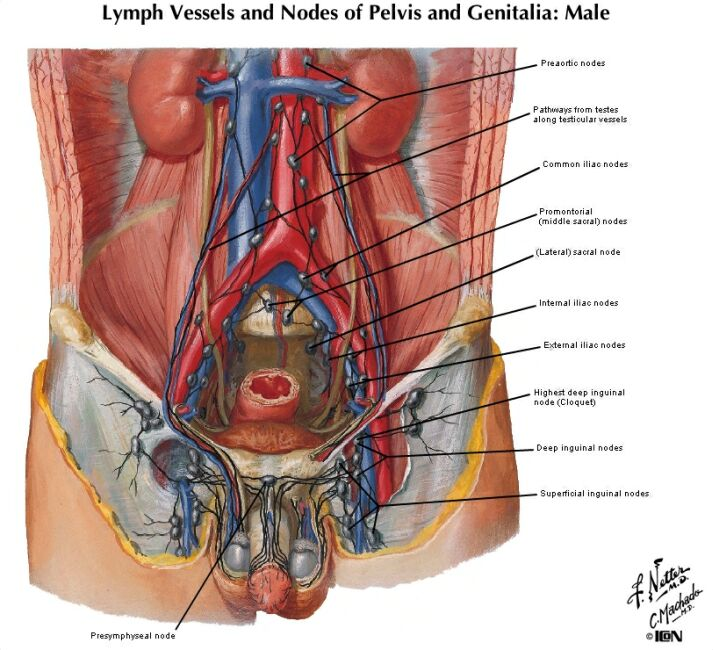 Lymph Vessels and Nodes of Pelvis and Genitalia: Male
Preaortic nodes
Pathways from testes
along testicular vessels
Common iliac nodes
Promontorial
(middle sacral) nodes
(Lateral) sacral node
Internal iliac nodes
External iliac nodes
Highest deep inguinal
node (Cloquet)
Deep inguinal nodes
Superficial inguinal nodes
Presymphyseal node
F. Netter
M.D.
C. Machado
M.D.
© ICON